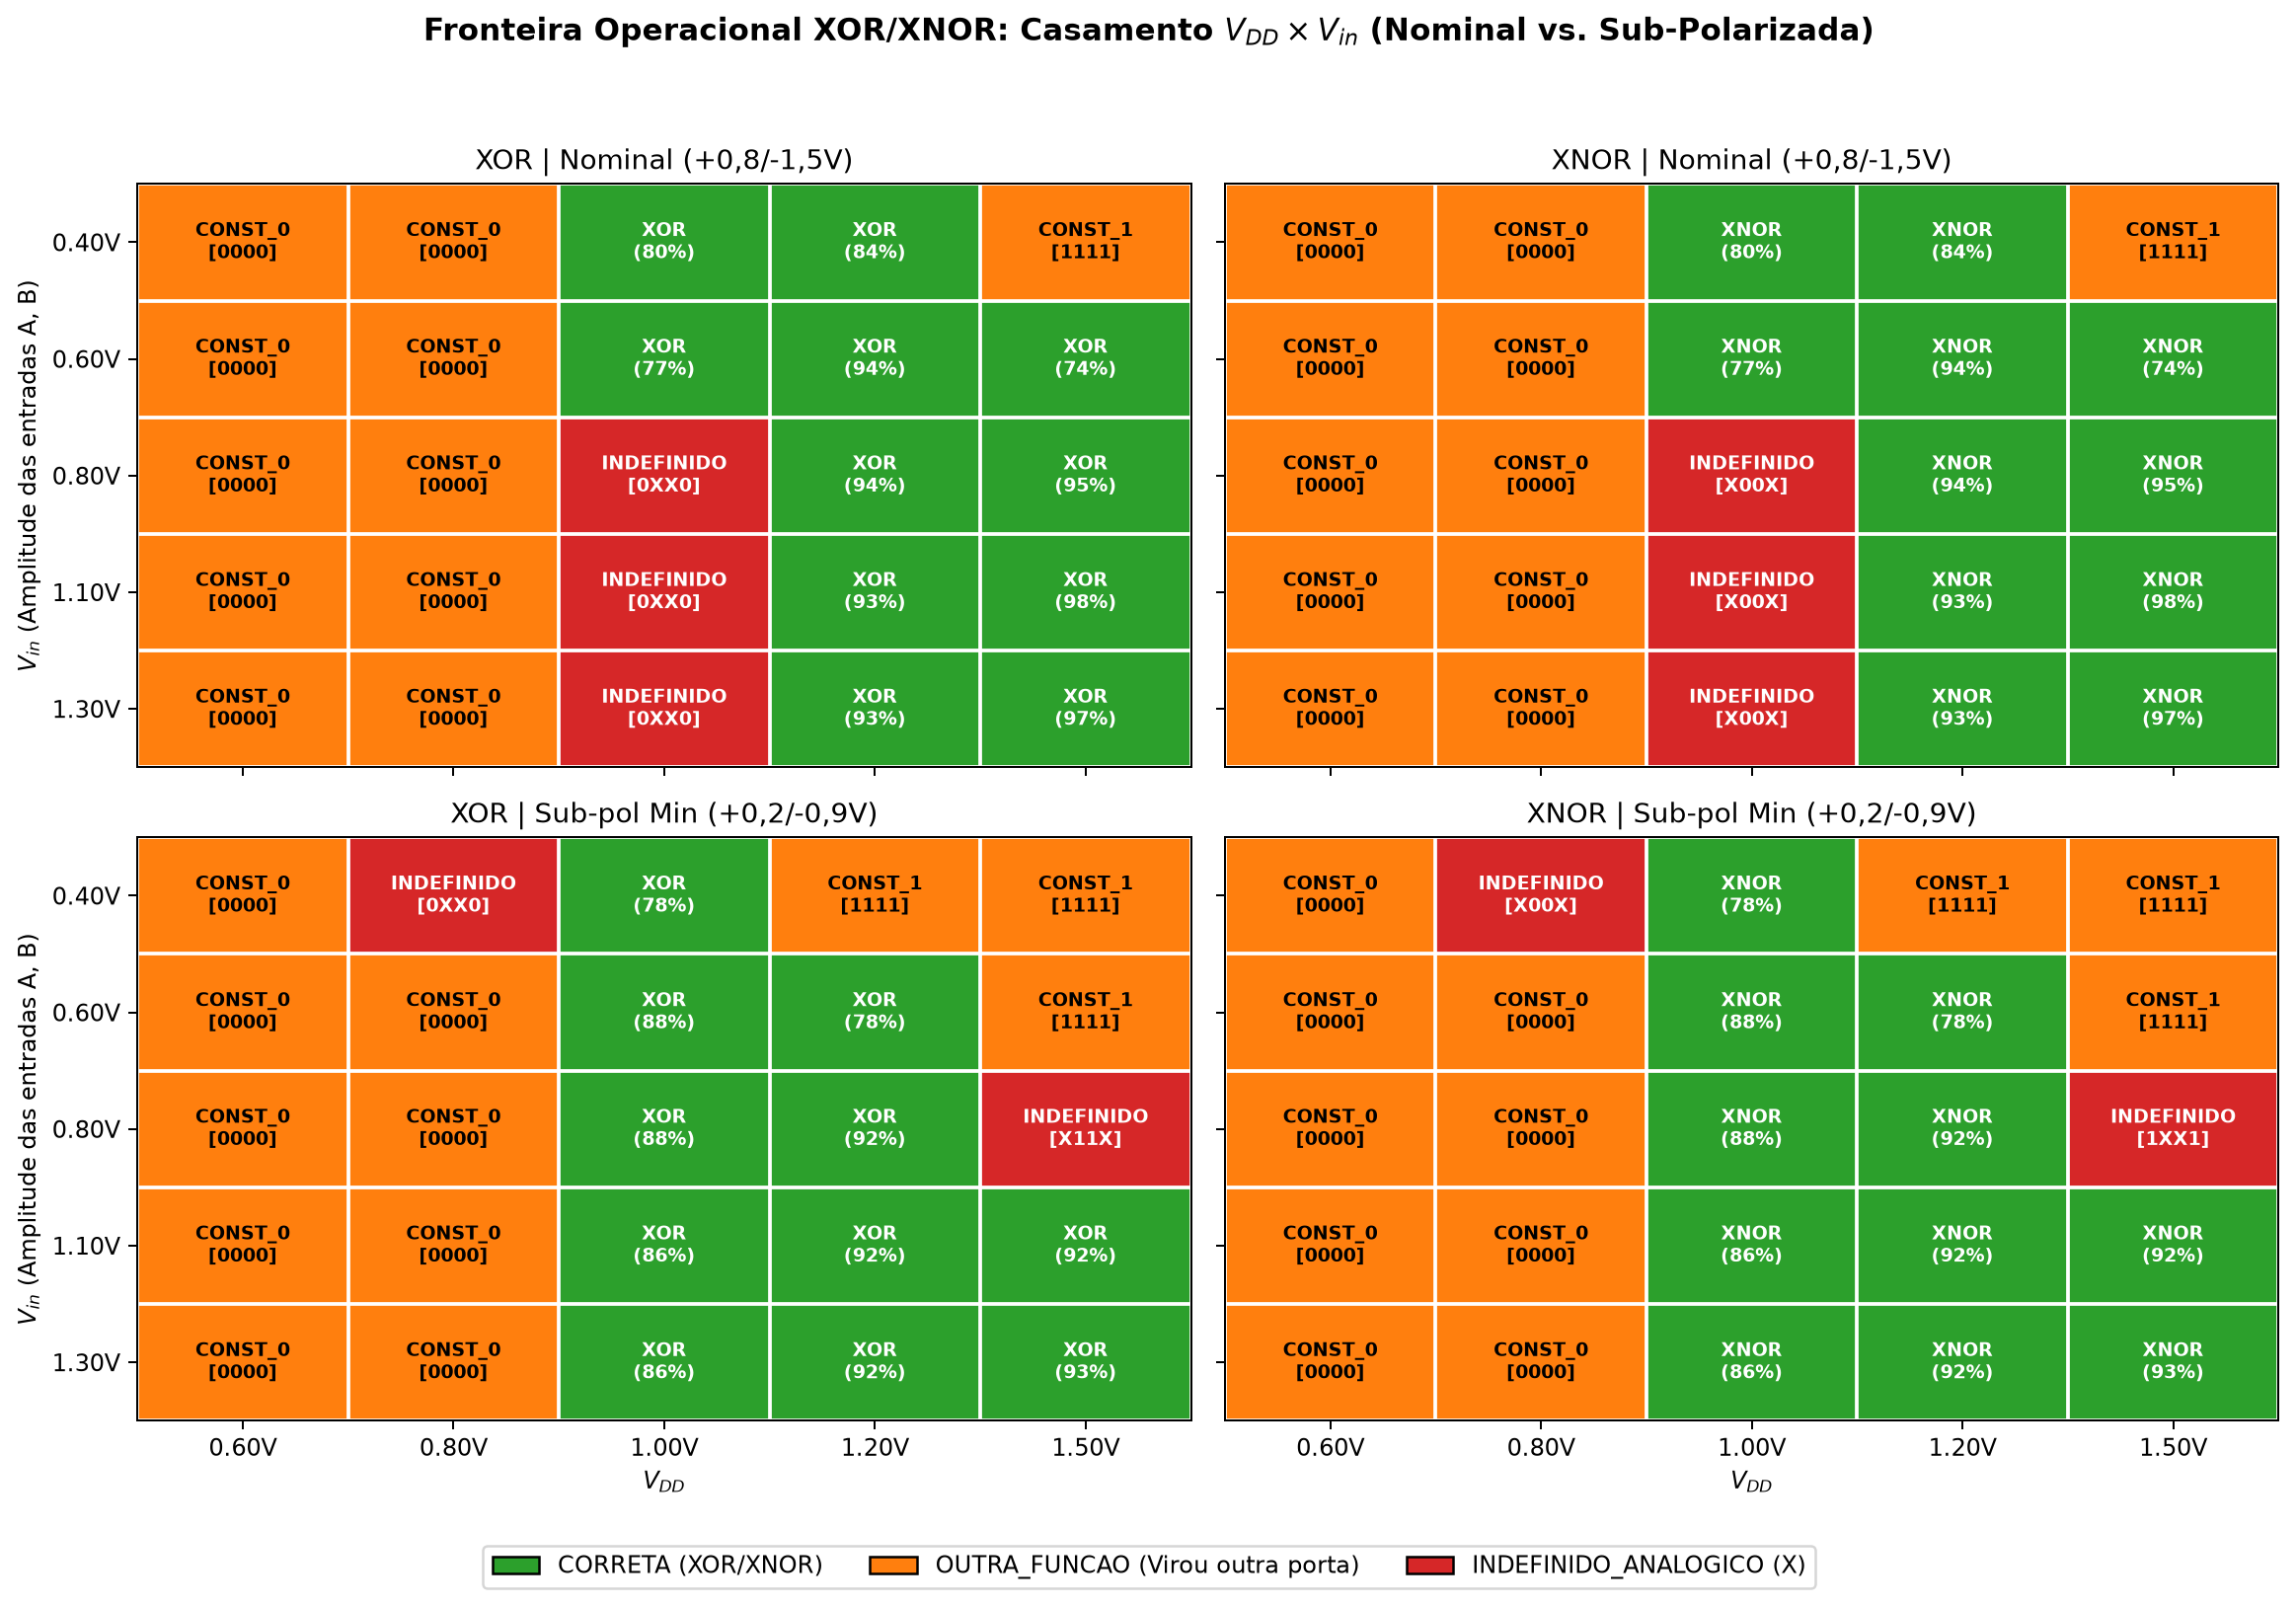 Fronteira Operacional XOR/XNOR: Casamento V_DD × V_in (Nominal vs. Sub-Polarizada)
XOR | Nominal (+0,8/-1,5V)
V_in (Amplitude das entradas A, B)
0.40V
CONST_0 CONST_0 XOR XOR CONST_1
[0000] [0000] (80%) (84%) [1111]
0.60V
CONST_0 CONST_0 XOR XOR XOR
[0000] [0000] (77%) (94%) (74%)
0.80V
CONST_0 CONST_0 INDEFINIDO XOR XOR
[0000] [0000] [0XX0] (94%) (95%)
1.10V
CONST_0 CONST_0 INDEFINIDO XOR XOR
[0000] [0000] [0XX0] (93%) (98%)
1.30V
CONST_0 CONST_0 INDEFINIDO XOR XOR
[0000] [0000] [0XX0] (93%) (97%)
XNOR | Nominal (+0,8/-1,5V)
CONST_0 CONST_0 XNOR XNOR CONST_1
[0000] [0000] (80%) (84%) [1111]
CONST_0 CONST_0 XNOR XNOR XNOR
[0000] [0000] (77%) (94%) (74%)
CONST_0 CONST_0 INDEFINIDO XNOR XNOR
[0000] [0000] [X00X] (94%) (95%)
CONST_0 CONST_0 INDEFINIDO XNOR XNOR
[0000] [0000] [X00X] (93%) (98%)
CONST_0 CONST_0 INDEFINIDO XNOR XNOR
[0000] [0000] [X00X] (93%) (97%)
XOR | Sub-pol Min (+0,2/-0,9V)
V_in (Amplitude das entradas A, B)
0.40V
CONST_0 INDEFINIDO XOR CONST_1 CONST_1
[0000] [0XX0] (78%) [1111] [1111]
0.60V
CONST_0 CONST_0 XOR XOR CONST_1
[0000] [0000] (88%) (78%) [1111]
0.80V
CONST_0 CONST_0 XOR XOR INDEFINIDO
[0000] [0000] (88%) (92%) [X11X]
1.10V
CONST_0 CONST_0 XOR XOR XOR
[0000] [0000] (86%) (92%) (92%)
1.30V
CONST_0 CONST_0 XOR XOR XOR
[0000] [0000] (86%) (92%) (93%)
0.60V 0.80V 1.00V 1.20V 1.50V
V_DD
XNOR | Sub-pol Min (+0,2/-0,9V)
CONST_0 INDEFINIDO XNOR CONST_1 CONST_1
[0000] [X00X] (78%) [1111] [1111]
CONST_0 CONST_0 XNOR XNOR CONST_1
[0000] [0000] (88%) (78%) [1111]
CONST_0 CONST_0 XNOR XNOR INDEFINIDO
[0000] [0000] (88%) (92%) [1XX1]
CONST_0 CONST_0 XNOR XNOR XNOR
[0000] [0000] (86%) (92%) (92%)
CONST_0 CONST_0 XNOR XNOR XNOR
[0000] [0000] (86%) (92%) (93%)
0.60V 0.80V 1.00V 1.20V 1.50V
V_DD
CORRETA (XOR/XNOR) OUTRA_FUNCAO (Virou outra porta) INDEFINIDO_ANALOGICO (X)